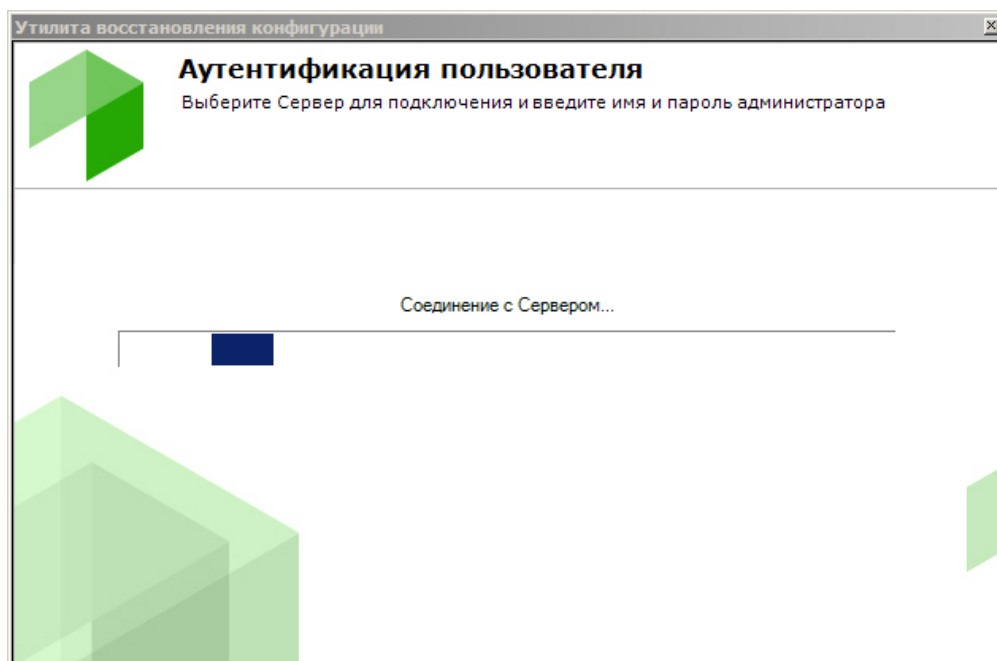 Утилита восстановления конфигурации
Аутентификация пользователя
Выберите Сервер для подключения и введите имя и пароль администратора
Соединение с Сервером...